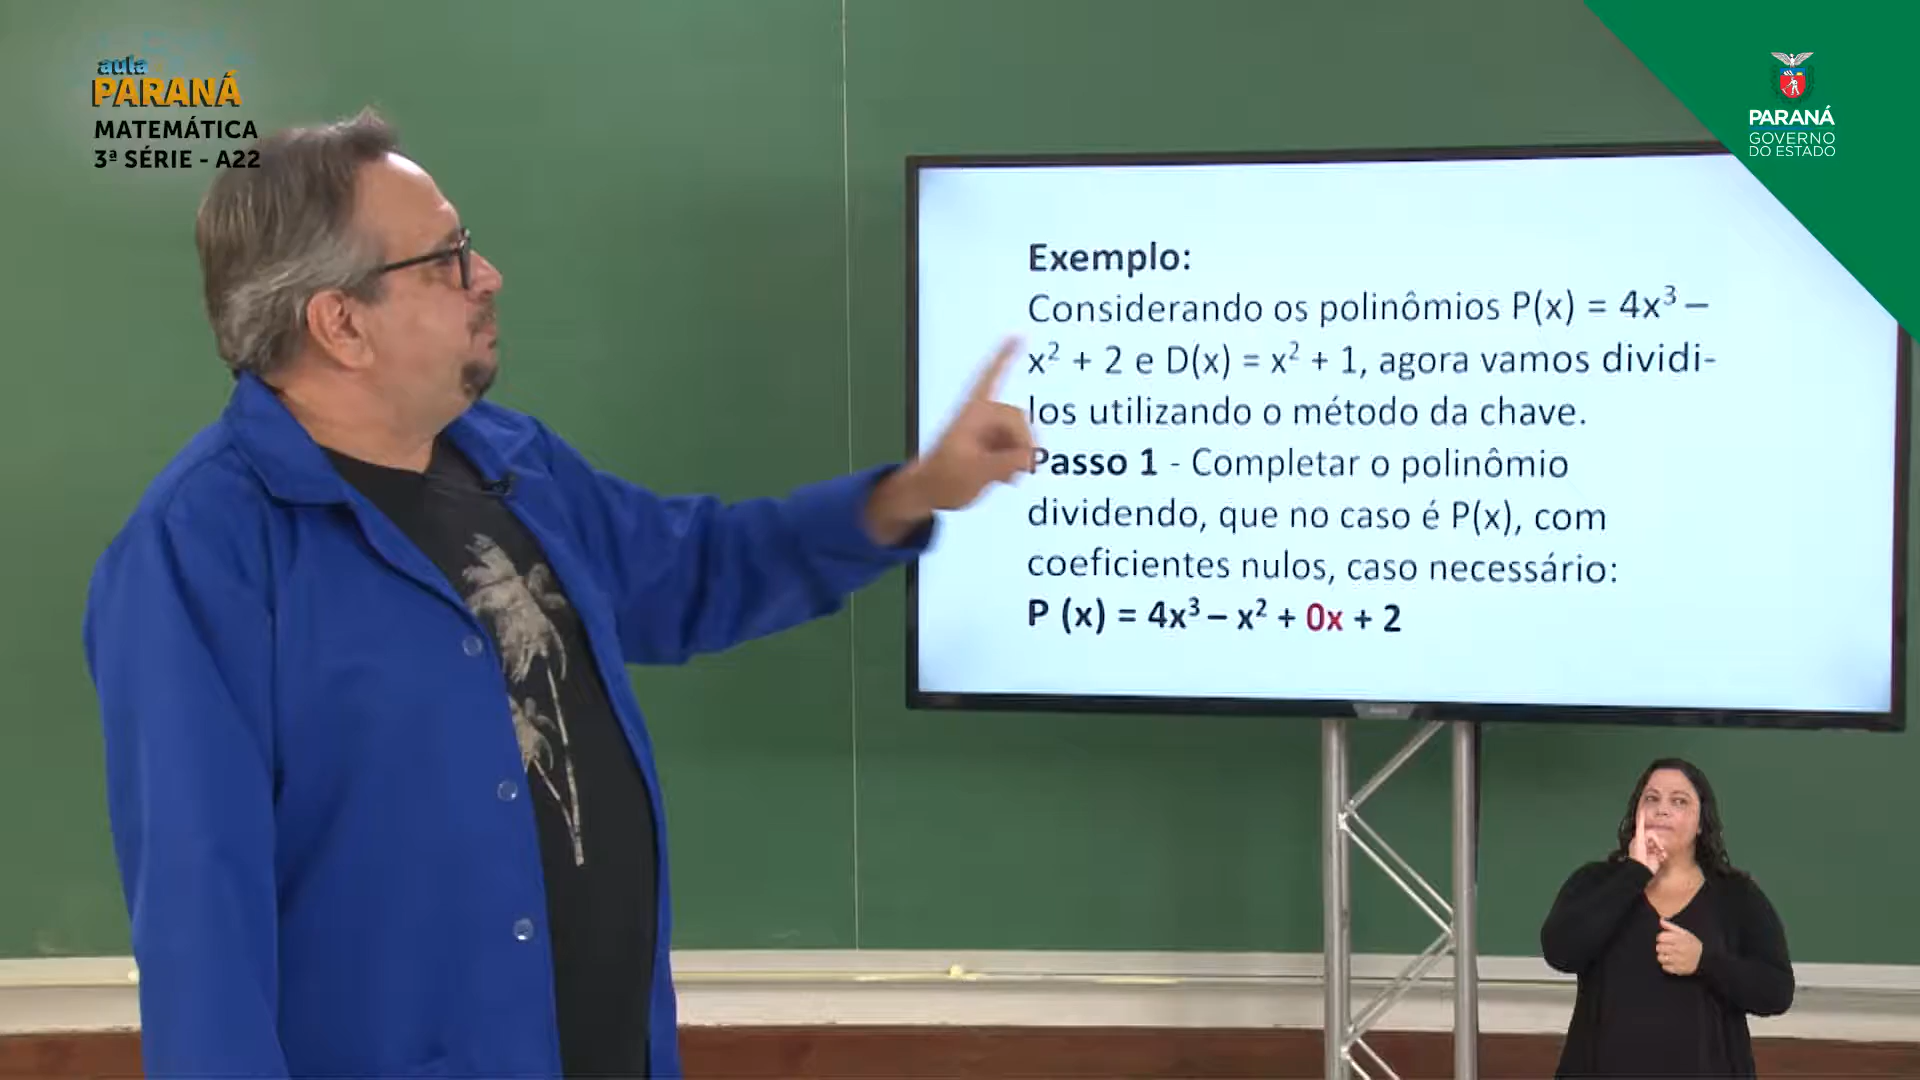 aula
PARANÁ
MATEMÁTICA
3ª SÉRIE - A22
PARANÁ
GOVERNO
DO ESTADO
Exemplo:
Considerando os polinômios P(x) = 4x³ –
x² + 2 e D(x) = x² + 1, agora vamos dividi-
los utilizando o método da chave.
Passo 1 - Completar o polinômio
dividendo, que no caso é P(x), com
coeficientes nulos, caso necessário:
P (x) = 4x³ – x² + 0x + 2